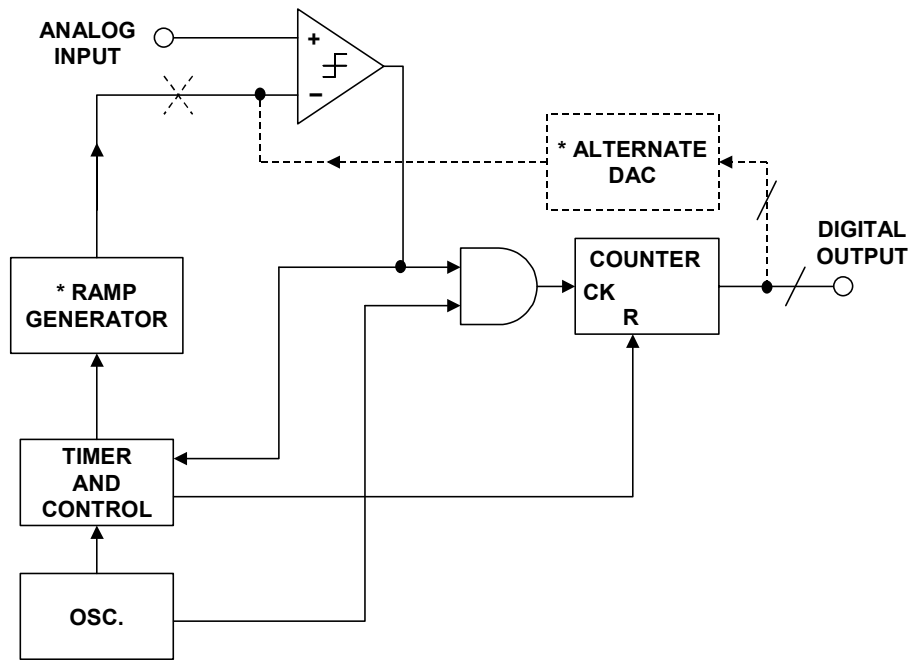 ANALOG
INPUT
+
−
* ALTERNATE
DAC
DIGITAL
OUTPUT
* RAMP
GENERATOR
COUNTER
CK
R
TIMER
AND
CONTROL
OSC.